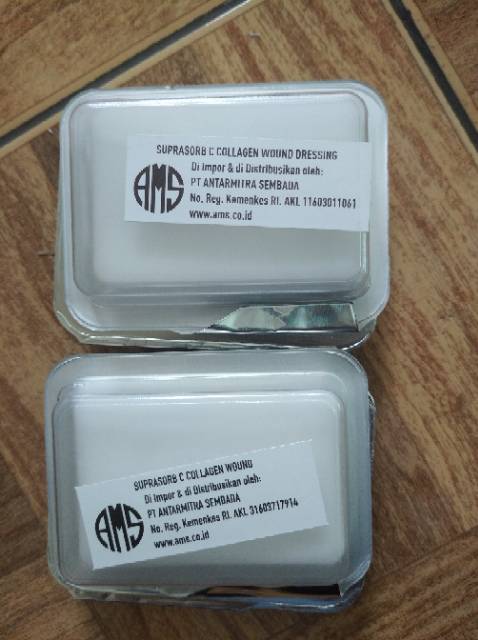 SUPRASORB C COLLAGEN WOUND DRESSING
Di Impor & di Distribusikan oleh:
AMS
PT ANTARMITRA SEMBADA
No. Reg. Kemenkes RI. AKL 11603011061
www.ams.co.id
SUPRASORB C COLLAGEN WOUND
Di Impor & di Distribusikan oleh:
AMS
PT ANTARMITRA SEMBADA
No. Reg. Kemenkes RI. AKL 31603717914
www.ams.co.id